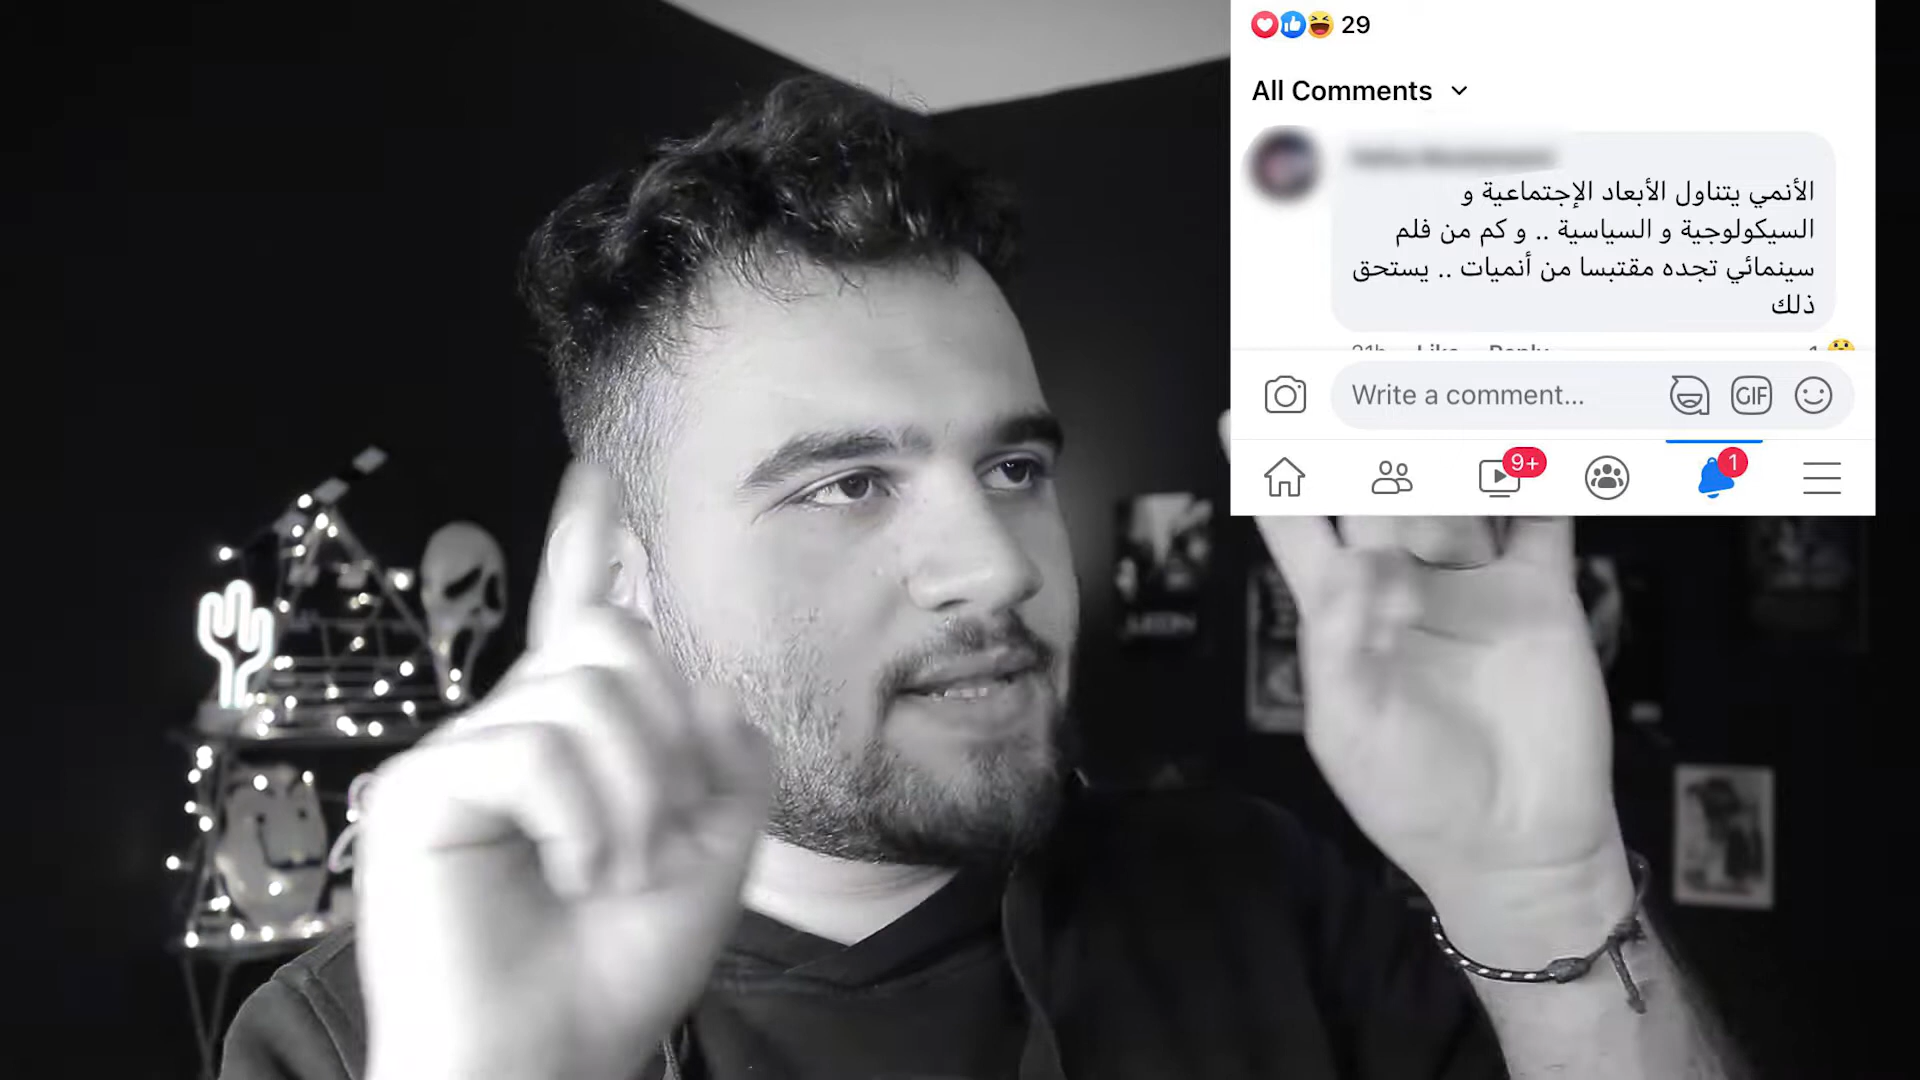 29
All Comments
الأنمي يتناول الأبعاد الإجتماعية و
السيكولوجية و السياسية .. و كم من فلم
سينمائي تجده مقتبسا من أنميات .. يستحق
ذلك
Write a comment...
GIF
9+
1